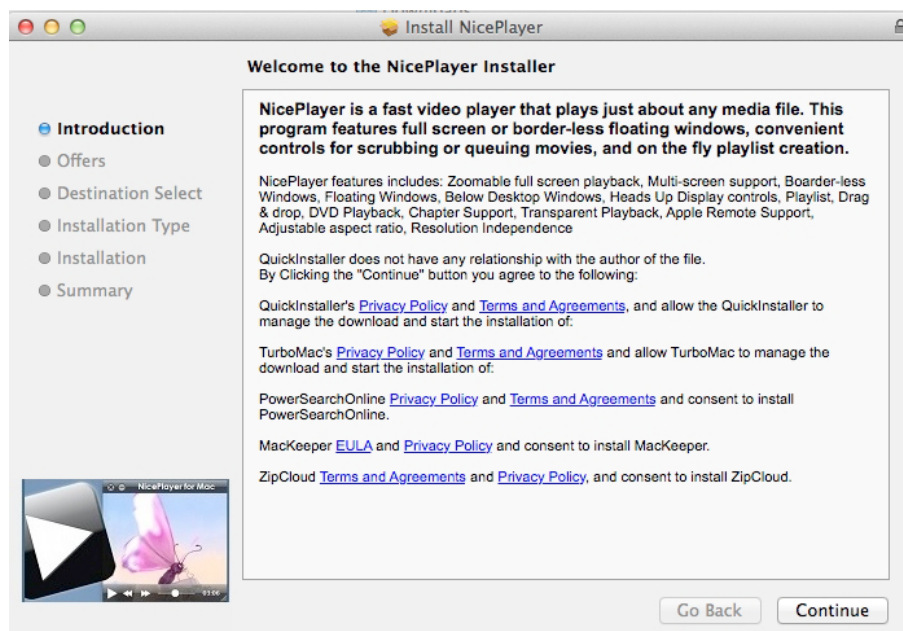 Install NicePlayer
Welcome to the NicePlayer Installer
Introduction
Offers
Destination Select
Installation Type
Installation
Summary
NicePlayer is a fast video player that plays just about any media file. This
program features full screen or border-less floating windows, convenient
controls for scrubbing or queuing movies, and on the fly playlist creation.
NicePlayer features includes: Zoomable full screen playback, Multi-screen support, Boarder-less
Windows, Floating Windows, Below Desktop Windows, Heads Up Display controls, Playlist, Drag
& drop, DVD Playback, Chapter Support, Transparent Playback, Apple Remote Support,
Adjustable aspect ratio, Resolution Independence
QuickInstaller does not have any relationship with the author of the file.
By Clicking the "Continue" button you agree to the following:
QuickInstaller's Privacy Policy and Terms and Agreements, and allow the QuickInstaller to
manage the download and start the installation of:
TurboMac's Privacy Policy and Terms and Agreements and allow TurboMac to manage the
download and start the installation of:
PowerSearchOnline Privacy Policy and Terms and Agreements and consent to install
PowerSearchOnline.
MacKeeper EULA and Privacy Policy and consent to install MacKeeper.
ZipCloud Terms and Agreements and Privacy Policy, and consent to install ZipCloud.
NicePlayer for Mac
03:06
Go Back
Continue